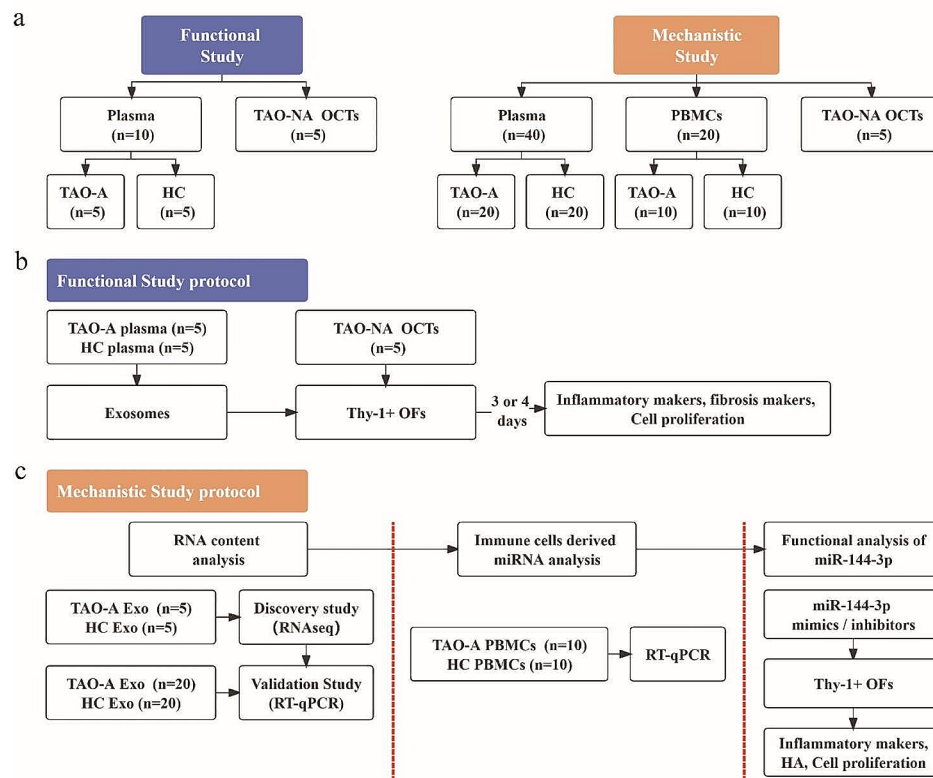 a
Functional
Study
Mechanistic
Study
Plasma
(n=10)
TAO-NA OCTs
(n=5)
Plasma
(n=40)
PBMCs
(n=20)
TAO-NA OCTs
(n=5)
TAO-A
(n=5)
HC
(n=5)
TAO-A
(n=20)
HC
(n=20)
TAO-A
(n=10)
HC
(n=10)
b
Functional Study protocol
TAO-A plasma (n=5)
HC plasma (n=5)
TAO-NA OCTs
(n=5)
Exosomes
Thy-1+ OFs
3 or 4
days
Inflammatory makers, fibrosis makers,
Cell proliferation
c
Mechanistic Study protocol
RNA content
analysis
Immune cells derived
miRNA analysis
Functional analysis of
miR-144-3p
TAO-A Exo (n=5)
HC Exo (n=5)
Discovery study
(RNAseq)
TAO-A Exo (n=20)
HC Exo (n=20)
Validation Study
(RT-qPCR)
TAO-A PBMCs (n=10)
HC PBMCs (n=10)
RT-qPCR
miR-144-3p
mimics / inhibitors
Thy-1+ OFs
Inflammatory makers,
HA, Cell proliferation